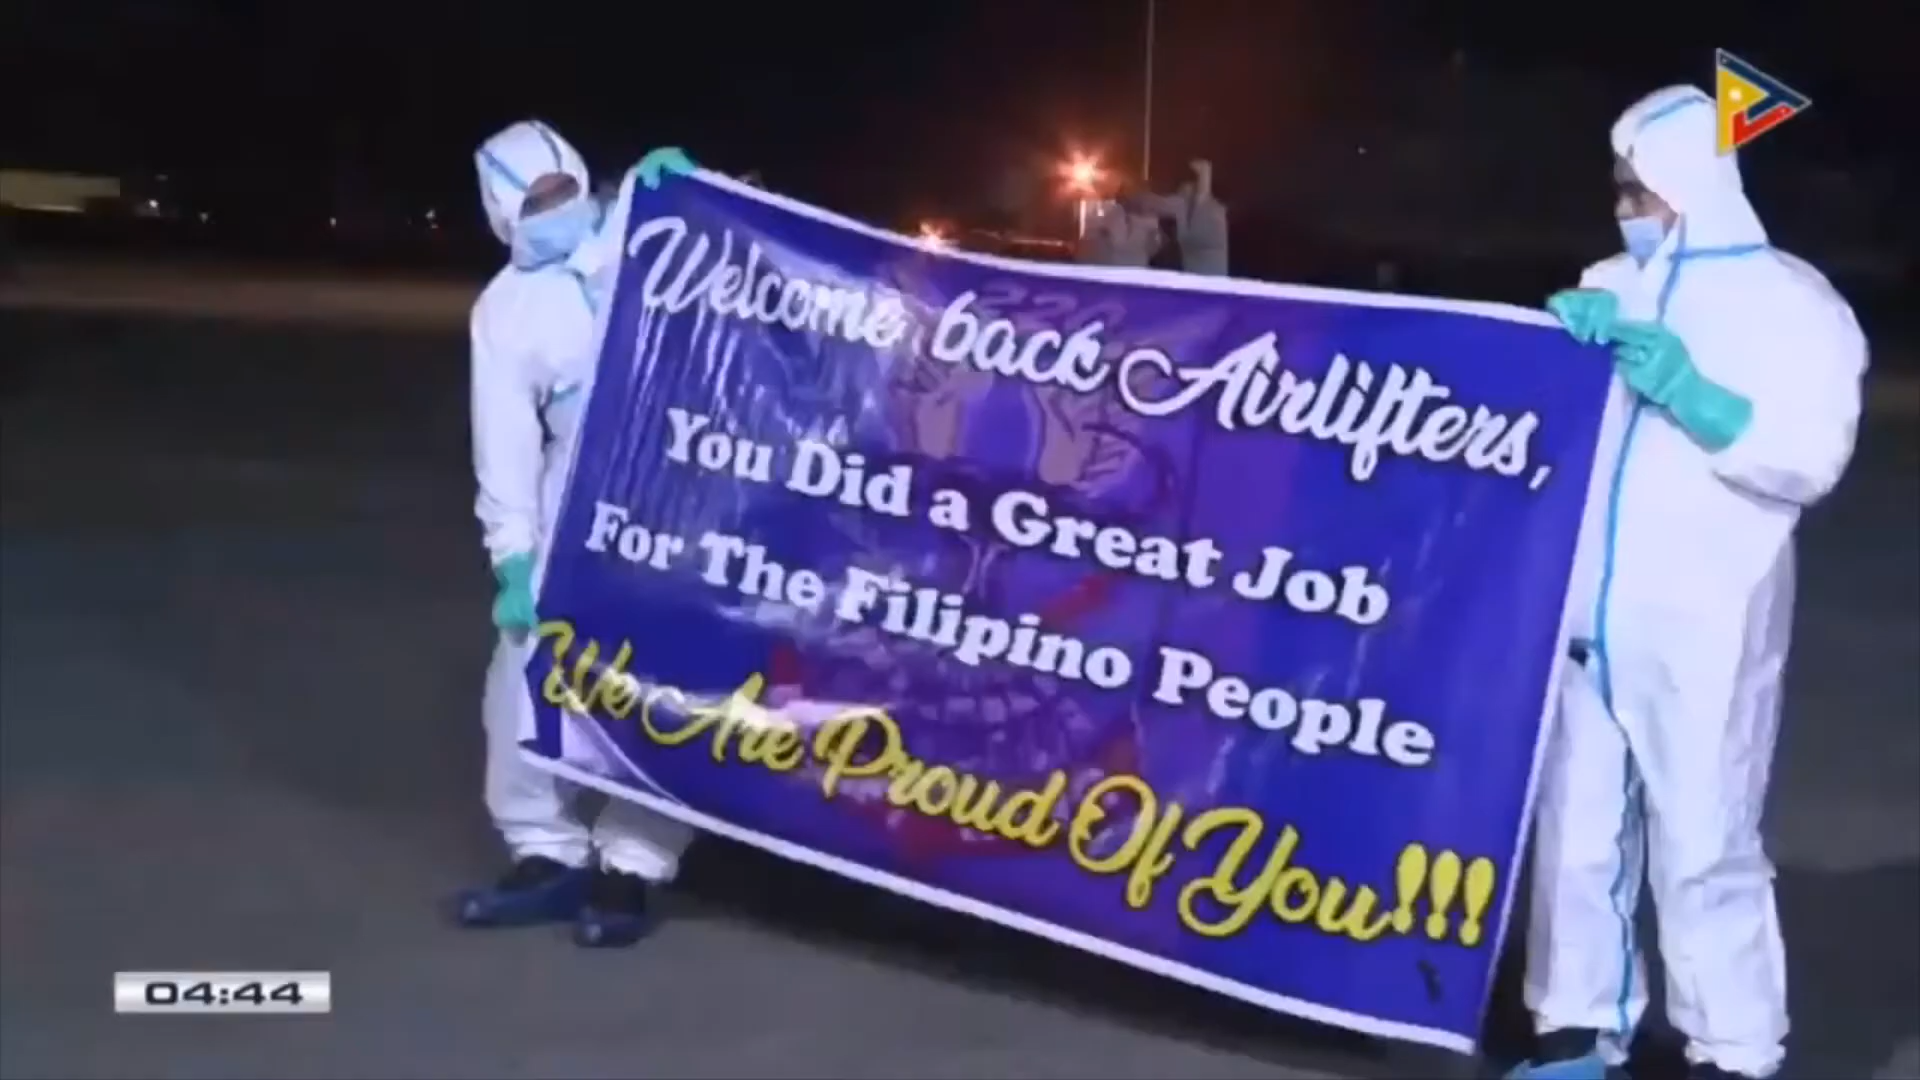 Welcome back Airlifters,
You Did a Great Job
For The Filipino People
We Are Proud Of You!!!
04:44